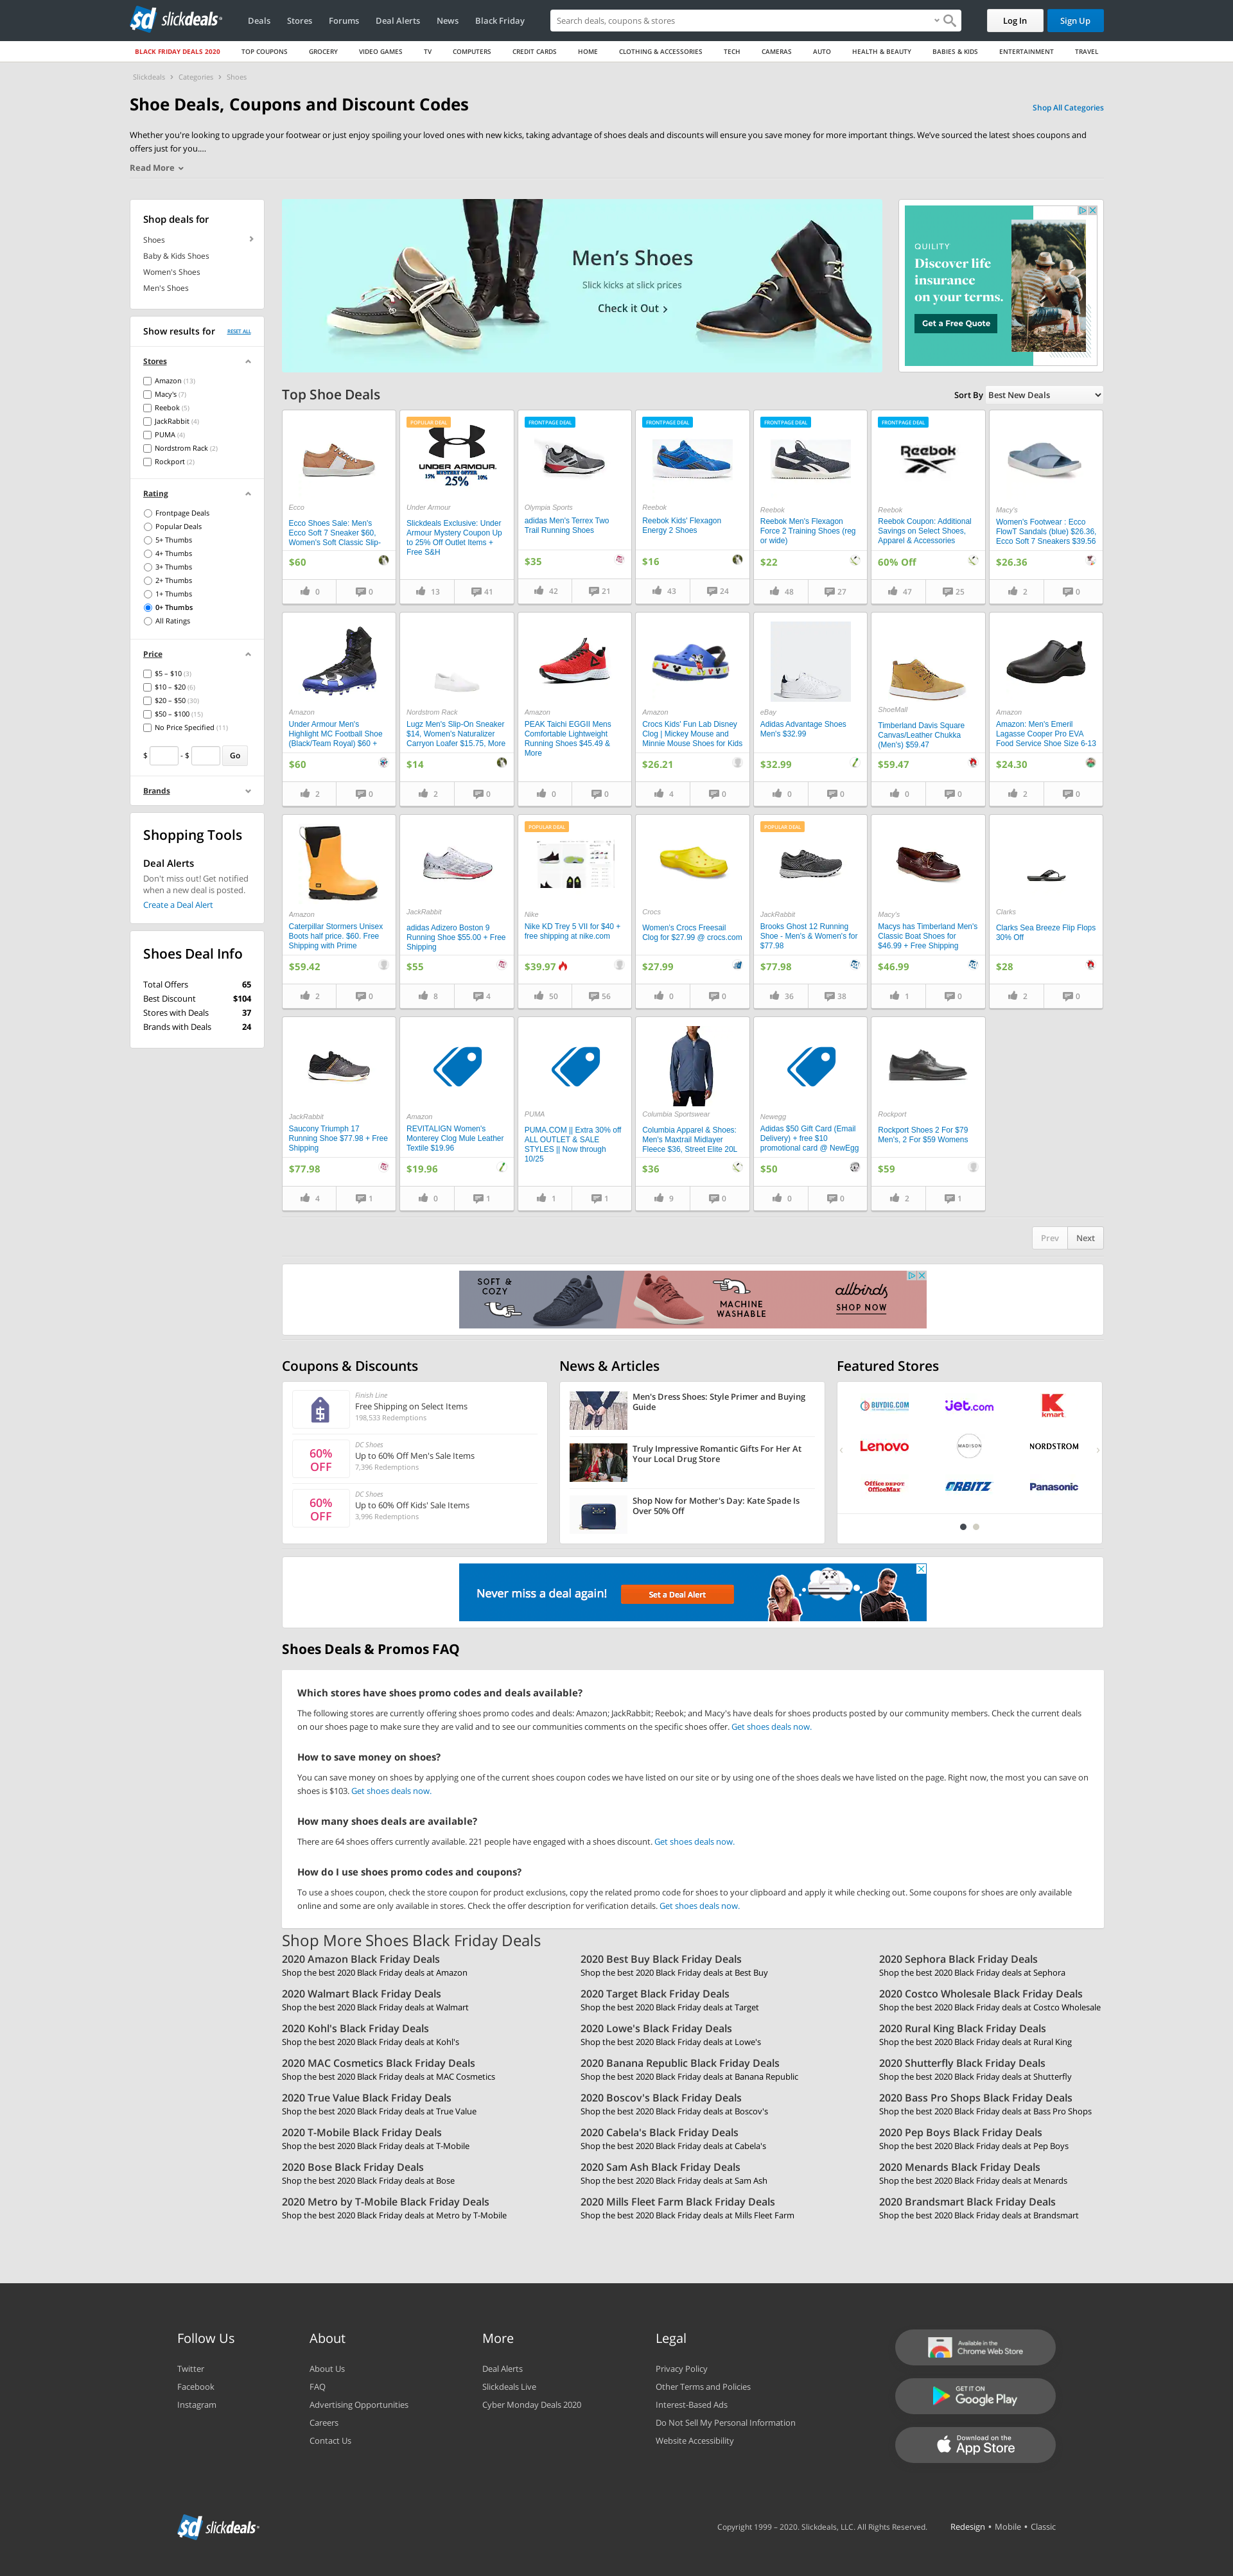 slickdeals
Deals Stores Forums Deal Alerts News Black Friday
Search deals, coupons & stores
Log In
Sign Up
BLACK FRIDAY DEALS 2020 TOP COUPONS GROCERY VIDEO GAMES TV COMPUTERS CREDIT CARDS HOME CLOTHING & ACCESSORIES TECH CAMERAS AUTO HEALTH & BEAUTY BABIES & KIDS ENTERTAINMENT TRAVEL
Slickdeals > Categories > Shoes
Shoe Deals, Coupons and Discount Codes
Shop All Categories
Whether you're looking to upgrade your footwear or just enjoy spoiling your loved ones with new kicks, taking advantage of shoes deals and discounts will ensure you save money for more important things. We've sourced the latest shoes coupons and
offers just for you....
Read More
Shop deals for
Shoes
Baby & Kids Shoes
Women's Shoes
Men's Shoes
Show results for RESET ALL
Stores
Amazon (13)
Macy's (7)
Reebok (5)
JackRabbit (4)
PUMA (4)
Nordstrom Rack (2)
Rockport (2)
Rating
Frontpage Deals
Popular Deals
5+ Thumbs
4+ Thumbs
3+ Thumbs
2+ Thumbs
1+ Thumbs
0+ Thumbs
All Ratings
Price
$5 – $10 (3)
$10 – $20 (6)
$20 – $50 (30)
$50 – $100 (15)
No Price Specified (11)
$ - $ Go
Brands
Shopping Tools
Deal Alerts
Don't miss out! Get notified
when a new deal is posted.
Create a Deal Alert
Shoes Deal Info
Total Offers 65
Best Discount $104
Stores with Deals 37
Brands with Deals 24
Men's Shoes
Slick kicks at slick prices
Check it Out >
QUILITY
Discover life
insurance
on your terms.
Get a Free Quote
Top Shoe Deals
Sort By Best New Deals
Ecco
Ecco Shoes Sale: Men's
Ecco Soft 7 Sneaker $60,
Women's Soft Classic Slip-
$60
0 0
POPULAR DEAL
UNDER ARMOUR
15% MYSTERY OFFER 20%
25%
Under Armour
Slickdeals Exclusive: Under
Armour Mystery Coupon Up
to 25% Off Outlet Items +
Free S&H
13 41
FRONTPAGE DEAL
Olympia Sports
adidas Men's Terrex Two
Trail Running Shoes
$35
42 21
FRONTPAGE DEAL
Reebok
Reebok Kids' Flexagon
Energy 2 Shoes
$16
43 24
FRONTPAGE DEAL
Reebok
Reebok Men's Flexagon
Force 2 Training Shoes (reg
or wide)
$22
48 27
FRONTPAGE DEAL
Reebok
Reebok
Reebok Coupon: Additional
Savings on Select Shoes,
Apparel & Accessories
60% Off
47 25
Macy's
Women's Footwear : Ecco
FlowT Sandals (blue) $26.36,
Ecco Soft 7 Sneakers $39.56
$26.36
2 0
Amazon
Under Armour Men's
Highlight MC Football Shoe
(Black/Team Royal) $60 +
$60
2 0
Nordstrom Rack
Lugz Men's Slip-On Sneaker
$14, Women's Naturalizer
Carryon Loafer $15.75, More
$14
2 0
Amazon
PEAK Taichi EGGII Mens
Comfortable Lightweight
Running Shoes $45.49 &
More
0 0
Amazon
Crocs Kids' Fun Lab Disney
Clog | Mickey Mouse and
Minnie Mouse Shoes for Kids
$26.21
4 0
eBay
Adidas Advantage Shoes
Men's $32.99
$32.99
0 0
ShoeMall
Timberland Davis Square
Canvas/Leather Chukka
(Men's) $59.47
$59.47
0 0
Amazon
Amazon: Men's Emeril
Lagasse Cooper Pro EVA
Food Service Shoe Size 6-13
$24.30
2 0
Amazon
Caterpillar Stormers Unisex
Boots half price. $60. Free
Shipping with Prime
$59.42
2 0
JackRabbit
adidas Adizero Boston 9
Running Shoe $55.00 + Free
Shipping
$55
8 4
POPULAR DEAL
Nike
Nike KD Trey 5 VII for $40 +
free shipping at nike.com
$39.97
50 56
Crocs
Women's Crocs Freesail
Clog for $27.99 @ crocs.com
$27.99
0 0
POPULAR DEAL
JackRabbit
Brooks Ghost 12 Running
Shoe - Men's & Women's for
$77.98
$77.98
36 38
Macy's
Macys has Timberland Men's
Classic Boat Shoes for
$46.99 + Free Shipping
$46.99
1 0
Clarks
Clarks Sea Breeze Flip Flops
30% Off
$28
2 0
JackRabbit
Saucony Triumph 17
Running Shoe $77.98 + Free
Shipping
$77.98
4 1
Amazon
REVITALIGN Women's
Monterey Clog Mule Leather
Textile $19.96
$19.96
0 1
PUMA
PUMA.COM || Extra 30% off
ALL OUTLET & SALE
STYLES || Now through
10/25
1 1
Columbia Sportswear
Columbia Apparel & Shoes:
Men's Maxtrail Midlayer
Fleece $36, Street Elite 20L
$36
9 0
Newegg
Adidas $50 Gift Card (Email
Delivery) + free $10
promotional card @ NewEgg
$50
0 0
Rockport
Rockport Shoes 2 For $79
Men's, 2 For $59 Womens
$59
2 1
Prev Next
SOFT &
COZY
MACHINE
WASHABLE
allbirds
SHOP NOW
Coupons & Discounts
Finish Line
Free Shipping on Select Items
198,533 Redemptions
60%
OFF
DC Shoes
Up to 60% Off Men's Sale Items
7,396 Redemptions
60%
OFF
DC Shoes
Up to 60% Off Kids' Sale Items
3,996 Redemptions
News & Articles
Men's Dress Shoes: Style Primer and Buying
Guide
Truly Impressive Romantic Gifts For Her At
Your Local Drug Store
Shop Now for Mother's Day: Kate Spade Is
Over 50% Off
Featured Stores
BUYDIG.COM jet.com kmart
Lenovo MADISON NORDSTROM
Office DEPOT OfficeMax ORBITZ Panasonic
Never miss a deal again!
Set a Deal Alert
Shoes Deals & Promos FAQ
Which stores have shoes promo codes and deals available?
The following stores are currently offering shoes promo codes and deals: Amazon; JackRabbit; Reebok; and Macy's have deals for shoes products posted by our community members. Check the current deals
on our shoes page to make sure they are valid and to see our communities comments on the specific shoes offer. Get shoes deals now.
How to save money on shoes?
You can save money on shoes by applying one of the current shoes coupon codes we have listed on our site or by using one of the shoes deals we have listed on the page. Right now, the most you can save on
shoes is $103. Get shoes deals now.
How many shoes deals are available?
There are 64 shoes offers currently available. 221 people have engaged with a shoes discount. Get shoes deals now.
How do I use shoes promo codes and coupons?
To use a shoes coupon, check the store coupon for product exclusions, copy the related promo code for shoes to your clipboard and apply it while checking out. Some coupons for shoes are only available
online and some are only available in stores. Check the offer description for verification details. Get shoes deals now.
Shop More Shoes Black Friday Deals
2020 Amazon Black Friday Deals
Shop the best 2020 Black Friday deals at Amazon
2020 Best Buy Black Friday Deals
Shop the best 2020 Black Friday deals at Best Buy
2020 Sephora Black Friday Deals
Shop the best 2020 Black Friday deals at Sephora
2020 Walmart Black Friday Deals
Shop the best 2020 Black Friday deals at Walmart
2020 Target Black Friday Deals
Shop the best 2020 Black Friday deals at Target
2020 Costco Wholesale Black Friday Deals
Shop the best 2020 Black Friday deals at Costco Wholesale
2020 Kohl's Black Friday Deals
Shop the best 2020 Black Friday deals at Kohl's
2020 Lowe's Black Friday Deals
Shop the best 2020 Black Friday deals at Lowe's
2020 Rural King Black Friday Deals
Shop the best 2020 Black Friday deals at Rural King
2020 MAC Cosmetics Black Friday Deals
Shop the best 2020 Black Friday deals at MAC Cosmetics
2020 Banana Republic Black Friday Deals
Shop the best 2020 Black Friday deals at Banana Republic
2020 Shutterfly Black Friday Deals
Shop the best 2020 Black Friday deals at Shutterfly
2020 True Value Black Friday Deals
Shop the best 2020 Black Friday deals at True Value
2020 Boscov's Black Friday Deals
Shop the best 2020 Black Friday deals at Boscov's
2020 Bass Pro Shops Black Friday Deals
Shop the best 2020 Black Friday deals at Bass Pro Shops
2020 T-Mobile Black Friday Deals
Shop the best 2020 Black Friday deals at T-Mobile
2020 Cabela's Black Friday Deals
Shop the best 2020 Black Friday deals at Cabela's
2020 Pep Boys Black Friday Deals
Shop the best 2020 Black Friday deals at Pep Boys
2020 Bose Black Friday Deals
Shop the best 2020 Black Friday deals at Bose
2020 Sam Ash Black Friday Deals
Shop the best 2020 Black Friday deals at Sam Ash
2020 Menards Black Friday Deals
Shop the best 2020 Black Friday deals at Menards
2020 Metro by T-Mobile Black Friday Deals
Shop the best 2020 Black Friday deals at Metro by T-Mobile
2020 Mills Fleet Farm Black Friday Deals
Shop the best 2020 Black Friday deals at Mills Fleet Farm
2020 Brandsmart Black Friday Deals
Shop the best 2020 Black Friday deals at Brandsmart
Follow Us
Twitter
Facebook
Instagram
About
About Us
FAQ
Advertising Opportunities
Careers
Contact Us
More
Deal Alerts
Slickdeals Live
Cyber Monday Deals 2020
Legal
Privacy Policy
Other Terms and Policies
Interest-Based Ads
Do Not Sell My Personal Information
Website Accessibility
Available in the
Chrome Web Store
GET IT ON
Google Play
Download on the
App Store
slickdeals
Copyright 1999 – 2020. Slickdeals, LLC. All Rights Reserved.
Redesign • Mobile • Classic